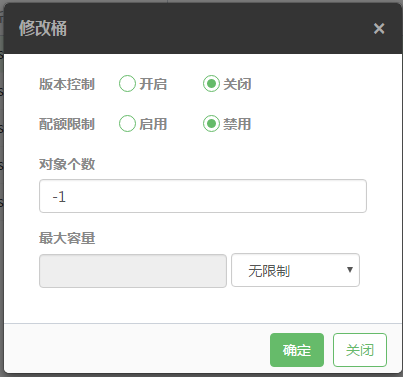 修改桶 ×
版本控制 开启 关闭
配额限制 启用 禁用
对象个数
-1
最大容量
无限制
确定 关闭